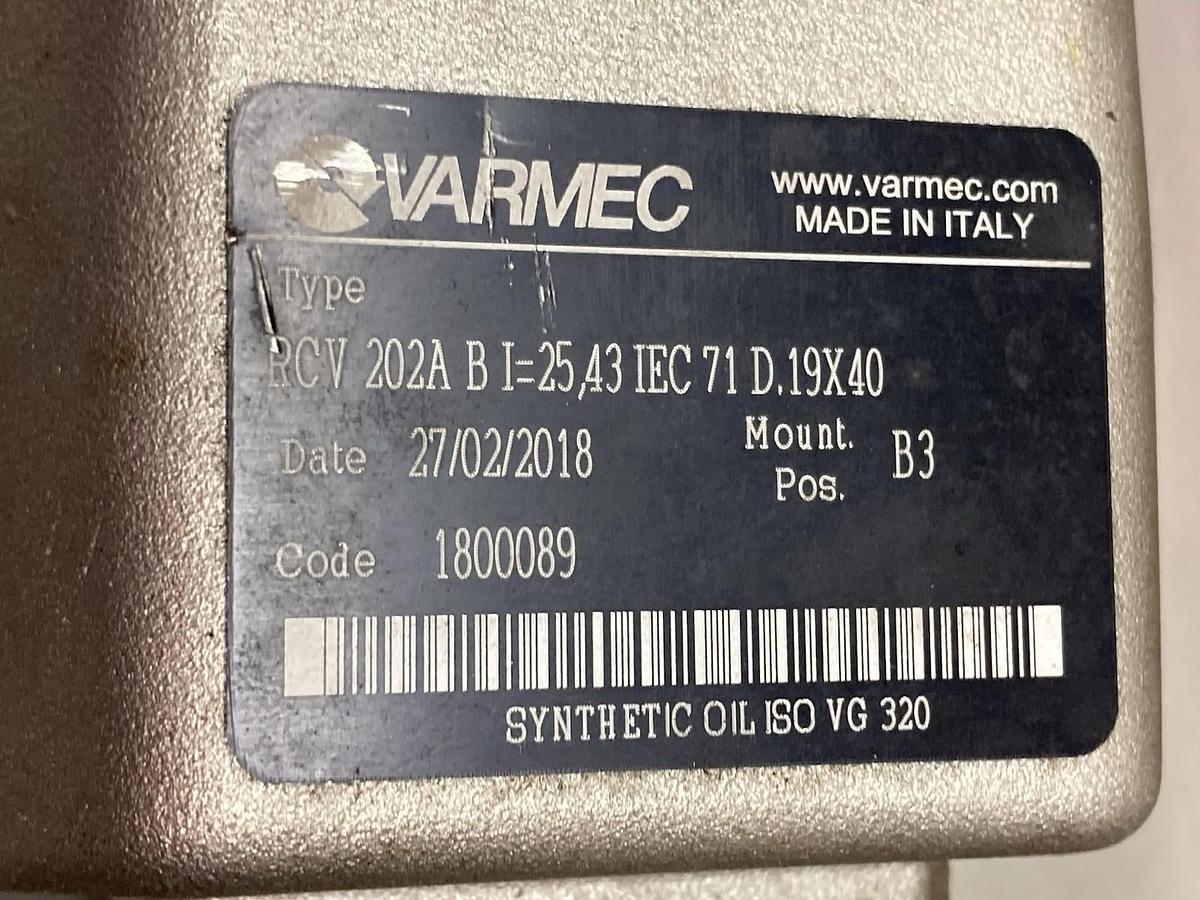 VARMEC
www.varmec.com
MADE IN ITALY
Type
RCV 202A B I=25,43 IEC 71 D.19X40
Date 27/02/2018 Mount. Pos. B3
Code 1800089
SYNTHETIC OIL ISO VG 320